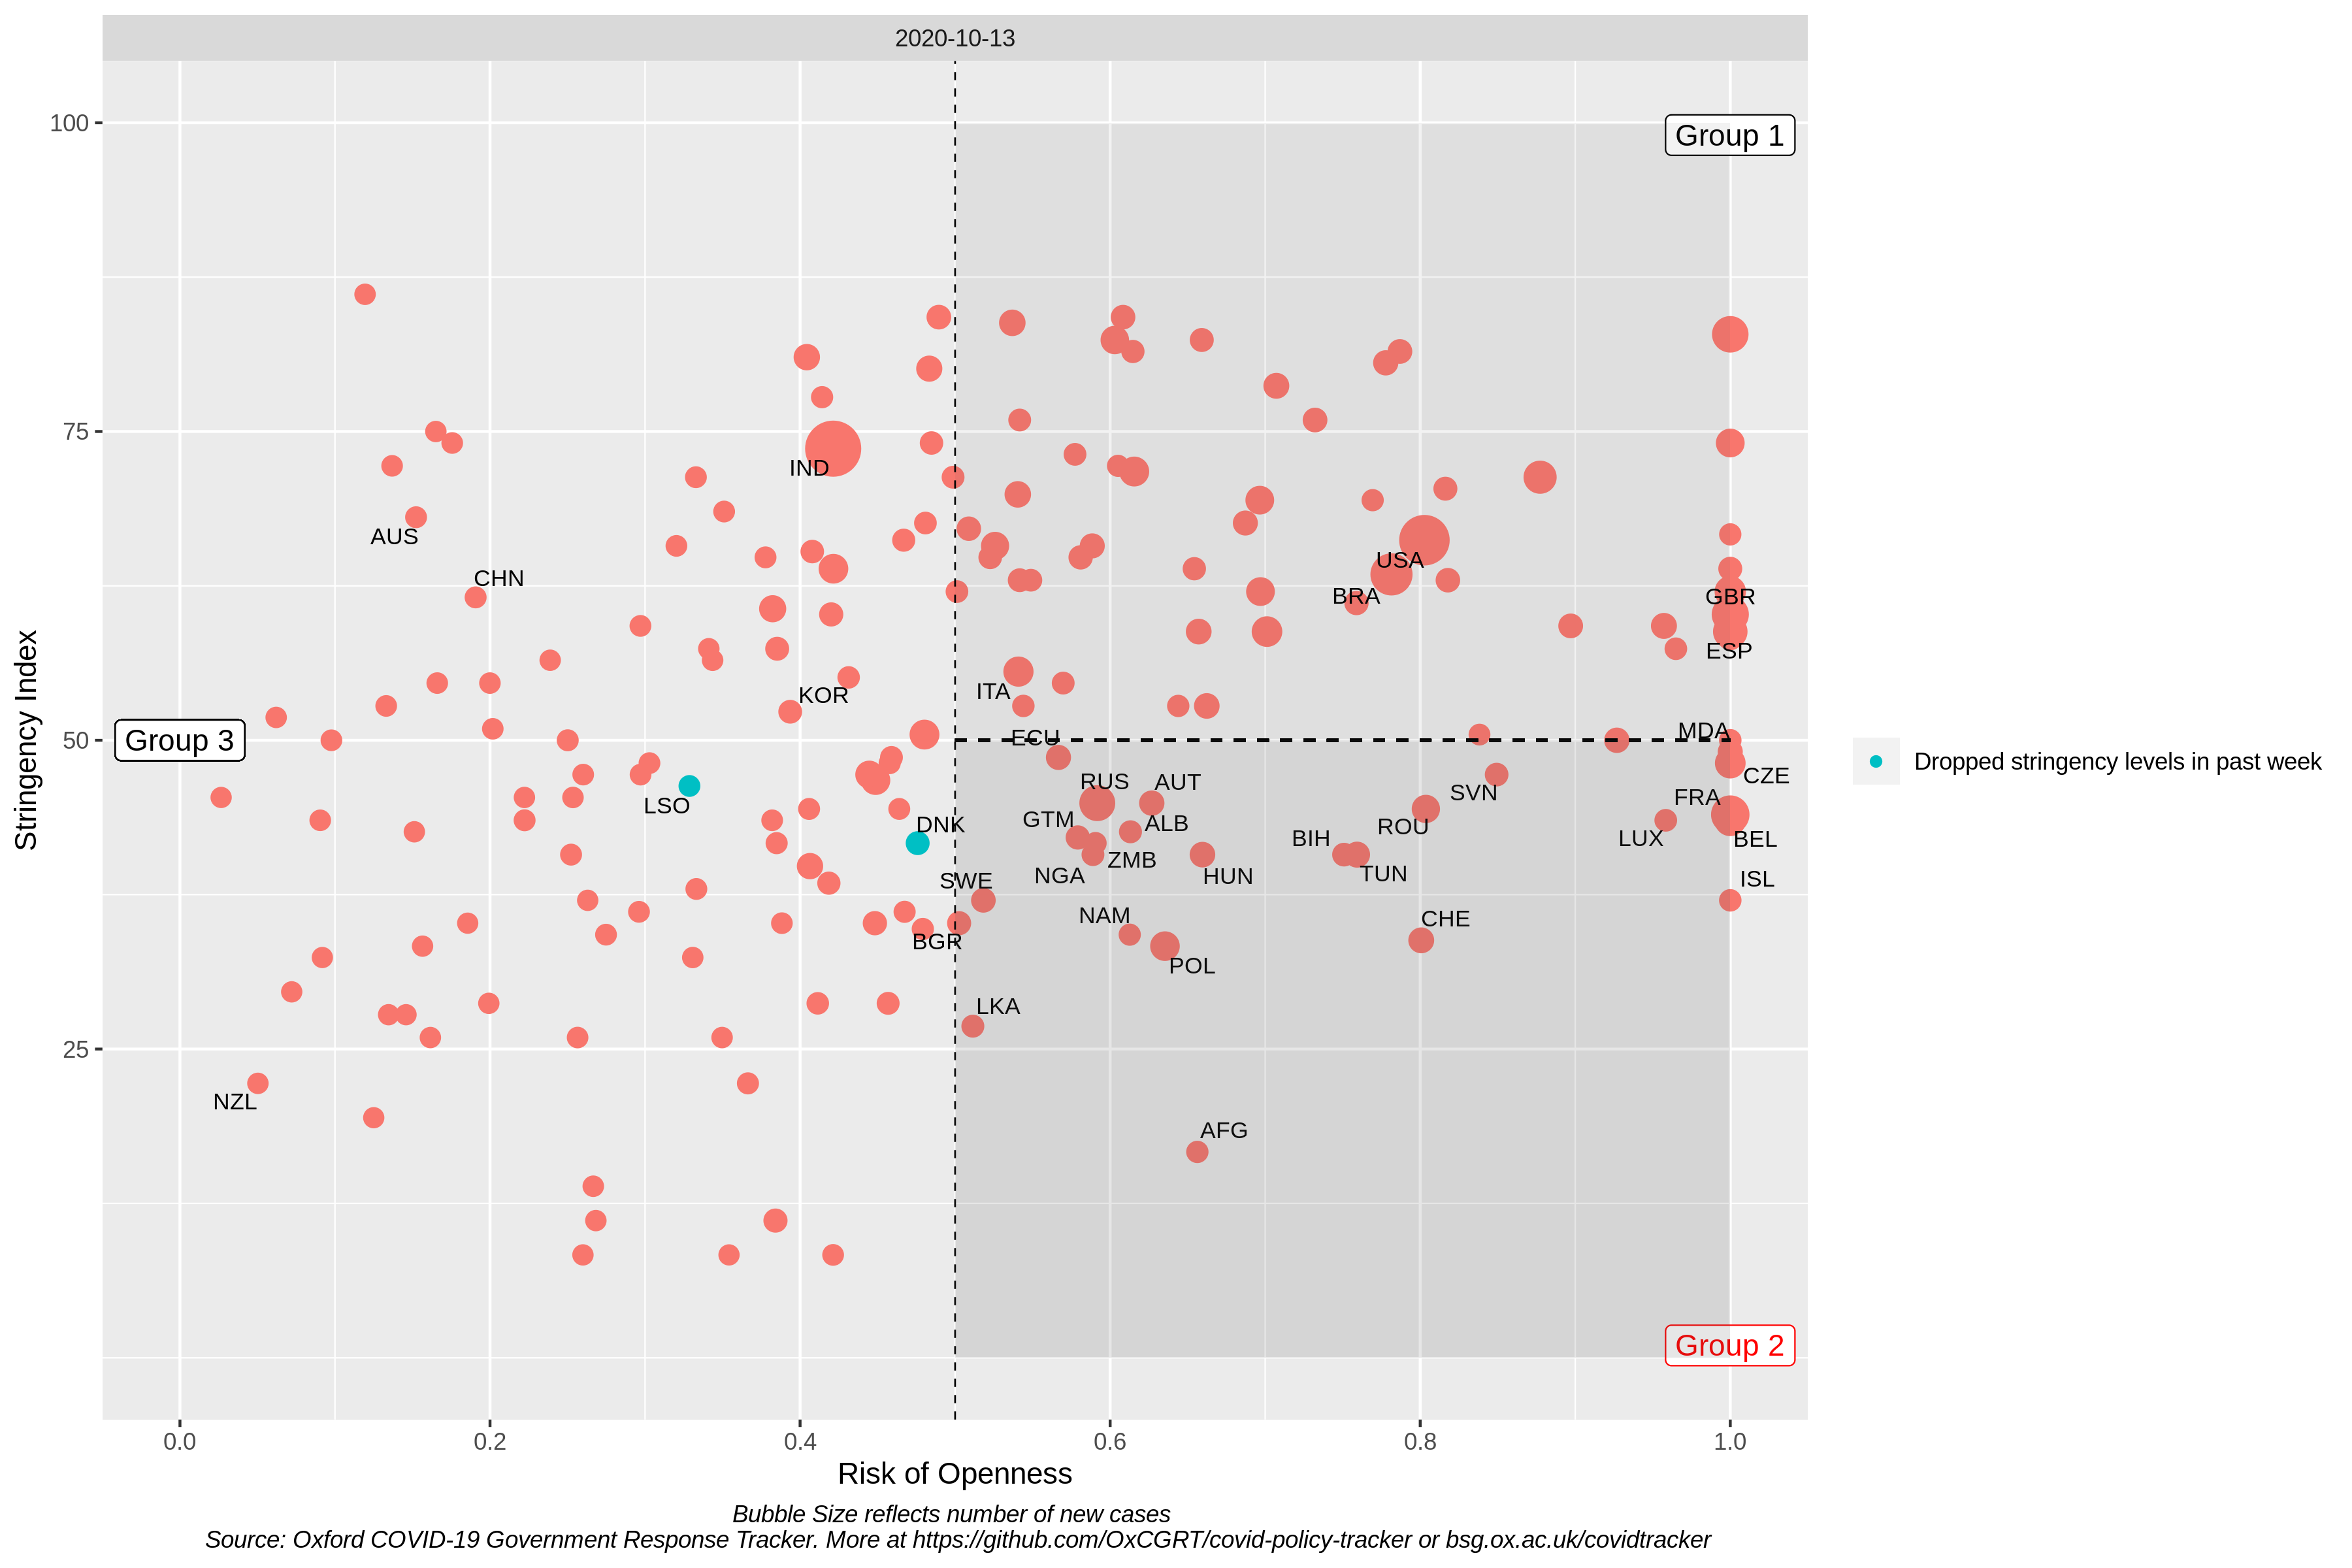 2020-10-13
100
Group 1
75
IND
AUS
USA
CHN
BRA
GBR
ESP
ITA
KOR
MDA
ECU
Group 3
50
Dropped stringency levels in past week
CZE
RUS
AUT
SVN
FRA
LSO
GTM
ALB
DNK
ROU
BIH
LUX
BEL
ZMB
TUN
NGA
HUN
ISL
SWE
NAM
CHE
BGR
POL
LKA
25
NZL
AFG
Group 2
Stringency Index
0.0
0.2
0.4
0.6
0.8
1.0
Risk of Openness
Bubble Size reflects number of new cases
Source: Oxford COVID-19 Government Response Tracker. More at https://github.com/OxCGRT/covid-policy-tracker or bsg.ox.ac.uk/covidtracker